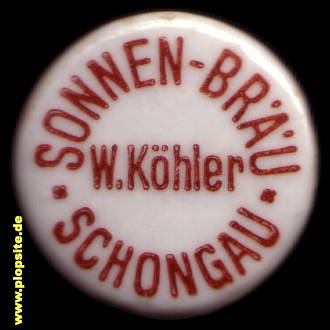 SONNEN-BRÄU
W.Köhler
* SCHONGAU *
www.plopsite.de